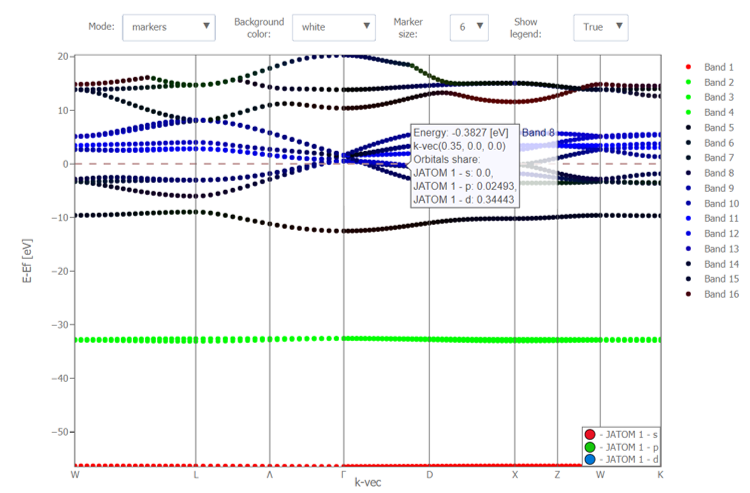 Mode:
markers
Background color:
white
Marker size:
6
Show legend:
True
20
10
0
−10
−20
−30
−40
−50
E-Ef [eV]
W
L
Λ
Γ
D
X
Z
W
K
k-vec
Energy: -0.3827 [eV]
Band 8
k-vec(0.35, 0.0, 0.0)
Orbitals share:
JATOM 1 - s: 0.0,
JATOM 1 - p: 0.02493,
JATOM 1 - d: 0.34443
Band 1
Band 2
Band 3
Band 4
Band 5
Band 6
Band 7
Band 8
Band 9
Band 10
Band 11
Band 12
Band 13
Band 14
Band 15
Band 16
- JATOM 1 - s
- JATOM 1 - p
- JATOM 1 - d